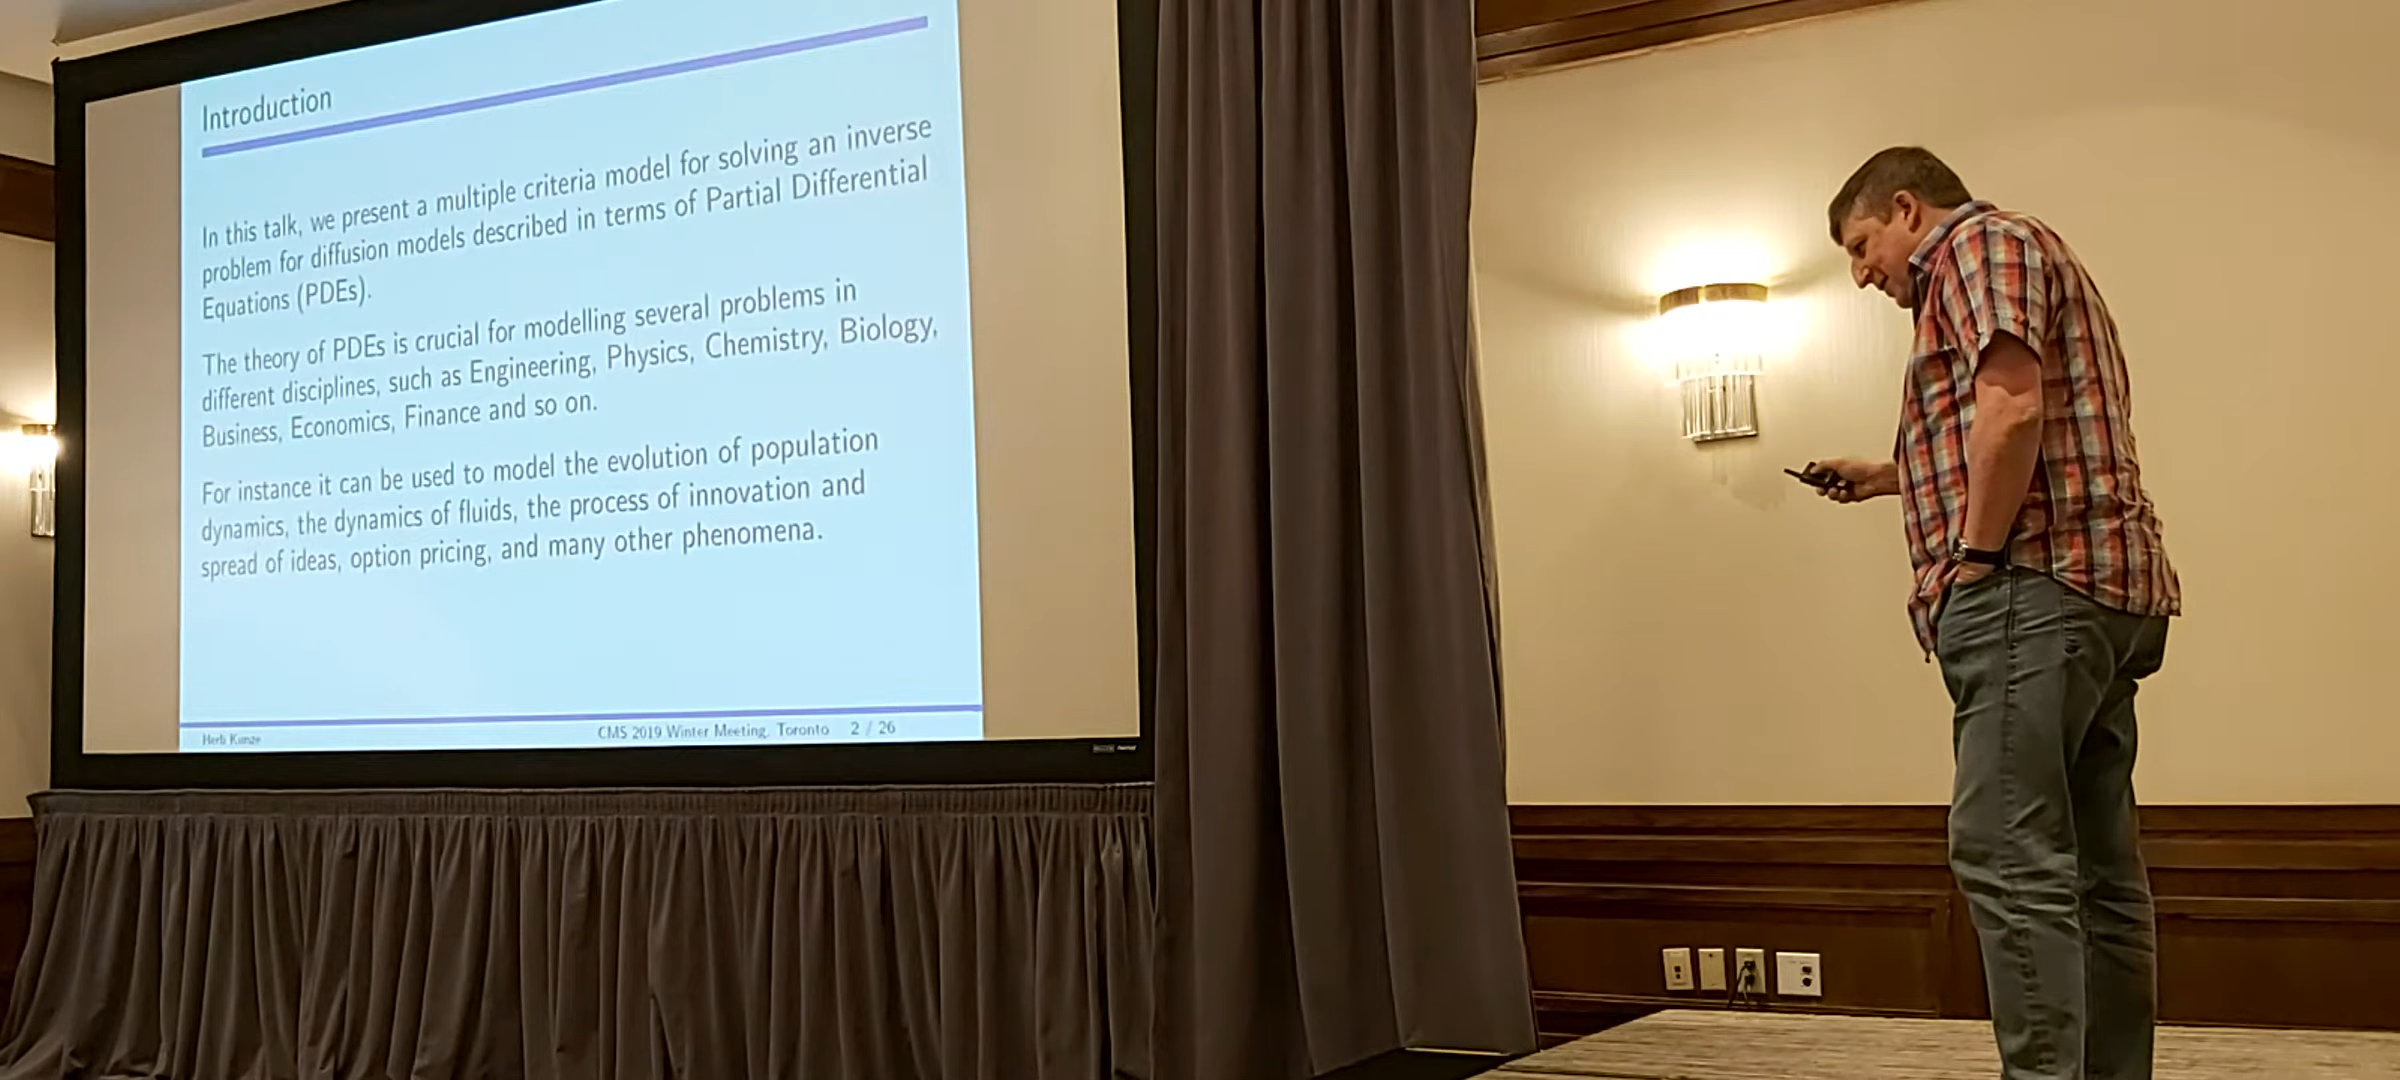 Introduction
In this talk, we present a multiple criteria model for solving an inverse
problem for diffusion models described in terms of Partial Differential
Equations (PDEs).
The theory of PDEs is crucial for modelling several problems in
different disciplines, such as Engineering, Physics, Chemistry, Biology,
Business, Economics, Finance and so on.
For instance it can be used to model the evolution of population
dynamics, the dynamics of fluids, the process of innovation and
spread of ideas, option pricing, and many other phenomena.
Herb Kunze
CMS 2019 Winter Meeting, Toronto 2 / 26